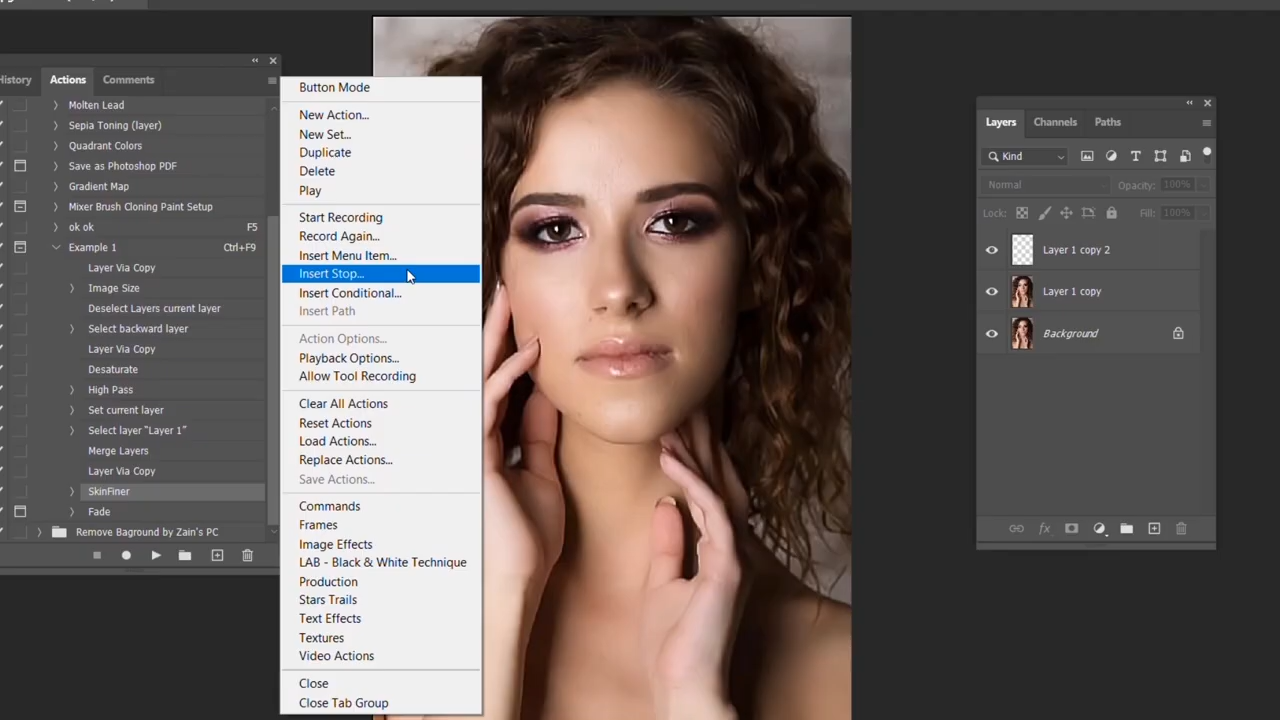 History
Actions
Comments
Molten Lead
Sepia Toning (layer)
Quadrant Colors
Save as Photoshop PDF
Gradient Map
Mixer Brush Cloning Paint Setup
ok ok F5
Example 1 Ctrl+F9
Layer Via Copy
Image Size
Deselect Layers current layer
Select backward layer
Layer Via Copy
Desaturate
High Pass
Set current layer
Select layer “Layer 1”
Merge Layers
Layer Via Copy
SkinFiner
Fade
Remove Baground by Zain's PC
Button Mode
New Action...
New Set...
Duplicate
Delete
Play
Start Recording
Record Again...
Insert Menu Item...
Insert Stop...
Insert Conditional...
Insert Path
Action Options...
Playback Options...
Allow Tool Recording
Clear All Actions
Reset Actions
Load Actions...
Replace Actions...
Save Actions...
Commands
Frames
Image Effects
LAB - Black & White Technique
Production
Stars Trails
Text Effects
Textures
Video Actions
Close
Close Tab Group
Layers
Channels
Paths
Kind
Normal
Opacity: 100%
Lock:
Fill: 100%
Layer 1 copy 2
Layer 1 copy
Background
fx